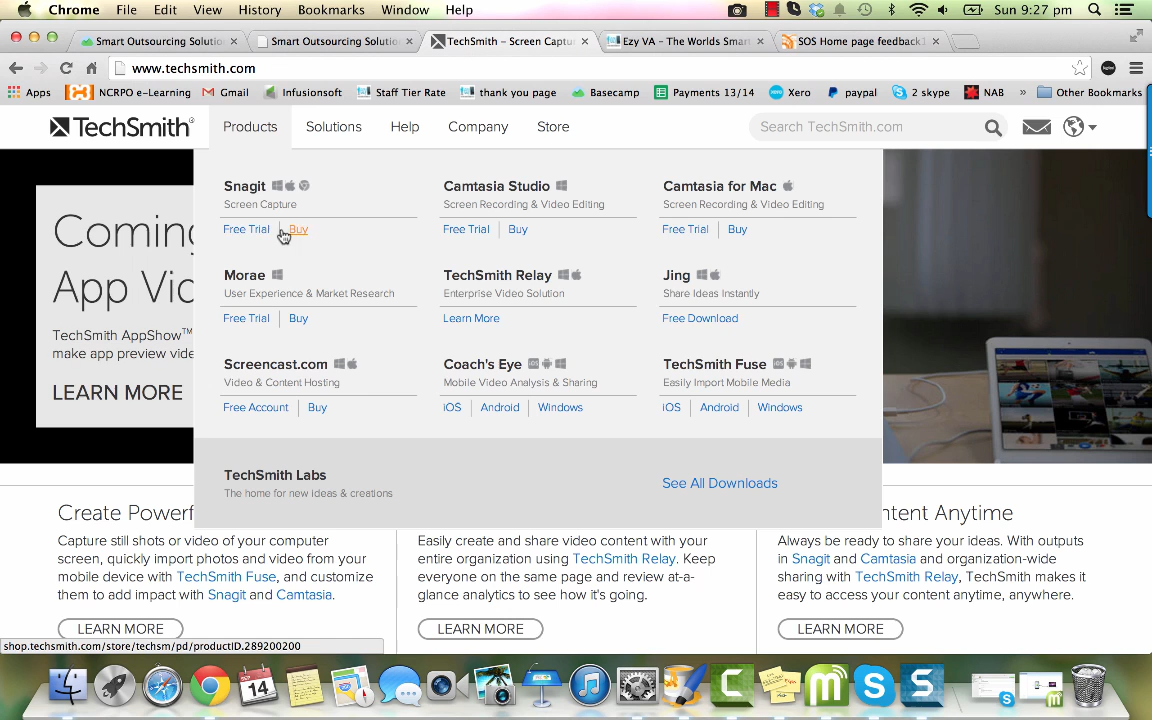 Chrome File Edit View History Bookmarks Window Help Sun 9:27 pm
Smart Outsourcing Solutio Smart Outsourcing Solutio TechSmith – Screen Captu Ezy VA – The Worlds Smar SOS Home page feedback
www.techsmith.com
Apps NCRPO e-Learning Gmail Infusionsoft Staff Tier Rate thank you page Basecamp Payments 13/14 Xero paypal 2 skype NAB » Other Bookmarks
TechSmith® Products Solutions Help Company Store Search TechSmith.com
Snagit Camtasia Studio Camtasia for Mac
Screen Capture Screen Recording & Video Editing Screen Recording & Video Editing
Free Trial Buy Free Trial Buy Free Trial Buy
Coming
App Vic
TechSmith AppShow™
make app preview vide
LEARN MORE
Morae TechSmith Relay Jing
User Experience & Market Research Enterprise Video Solution Share Ideas Instantly
Free Trial Buy Learn More Free Download
Screencast.com Coach's Eye iOS TechSmith Fuse iOS
Video & Content Hosting Mobile Video Analysis & Sharing Easily Import Mobile Media
Free Account Buy iOS Android Windows iOS Android Windows
TechSmith Labs
The home for new ideas & creations
See All Downloads
Create Powerf
Capture still shots or video of your computer
screen, quickly import photos and video from your
mobile device with TechSmith Fuse, and customize
them to add impact with Snagit and Camtasia.
LEARN MORE
Easily create and share video content with your
entire organization using TechSmith Relay. Keep
everyone on the same page and review at-a-
glance analytics to see how it's going.
LEARN MORE
ntent Anytime
Always be ready to share your ideas. With outputs
in Snagit and Camtasia and organization-wide
sharing with TechSmith Relay, TechSmith makes it
easy to access your content anytime, anywhere.
LEARN MORE
shop.techsmith.com/store/techsm/pd/productID.289200200
JUL
14
C
m
S
S